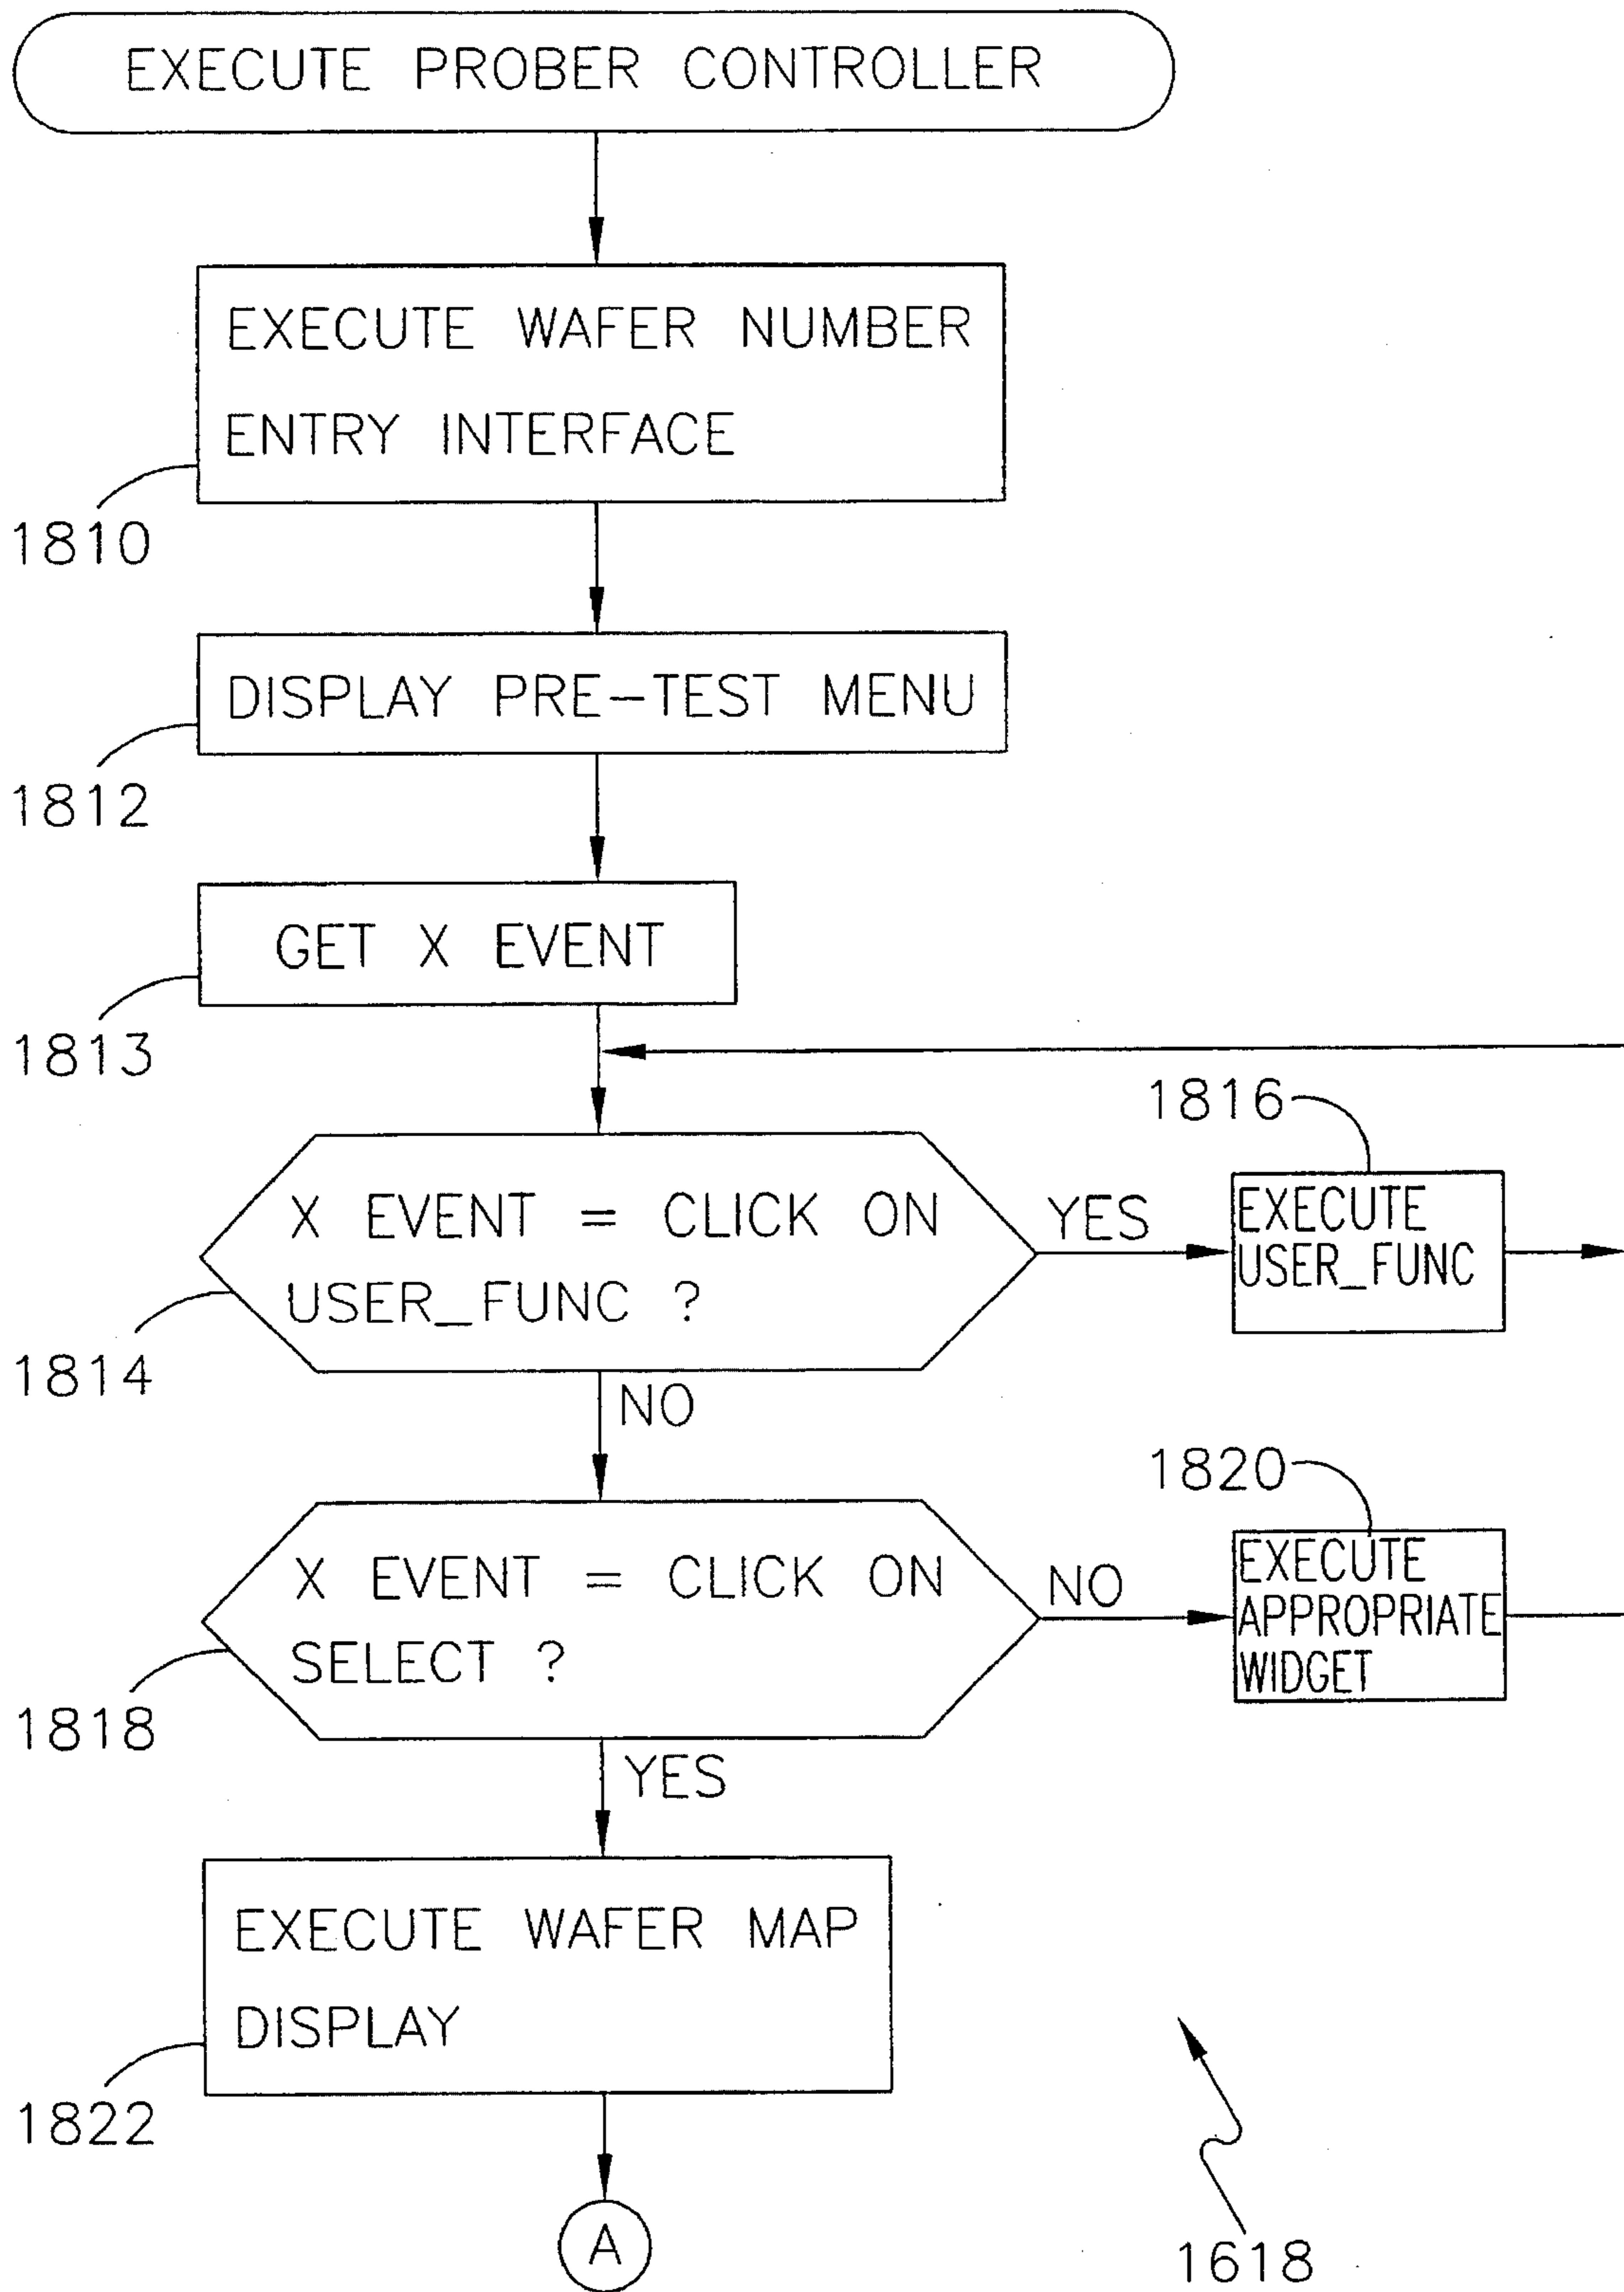 EXECUTE PROBER CONTROLLER
EXECUTE WAFER NUMBER
ENTRY INTERFACE
1810
DISPLAY PRE-TEST MENU
1812
GET X EVENT
1813
1816
X EVENT = CLICK ON
USER_FUNC ?
YES
EXECUTE
USER_FUNC
1814
NO
1820
X EVENT = CLICK ON
SELECT ?
NO
EXECUTE
APPROPRIATE
WIDGET
1818
YES
EXECUTE WAFER MAP
DISPLAY
1822
A
1618